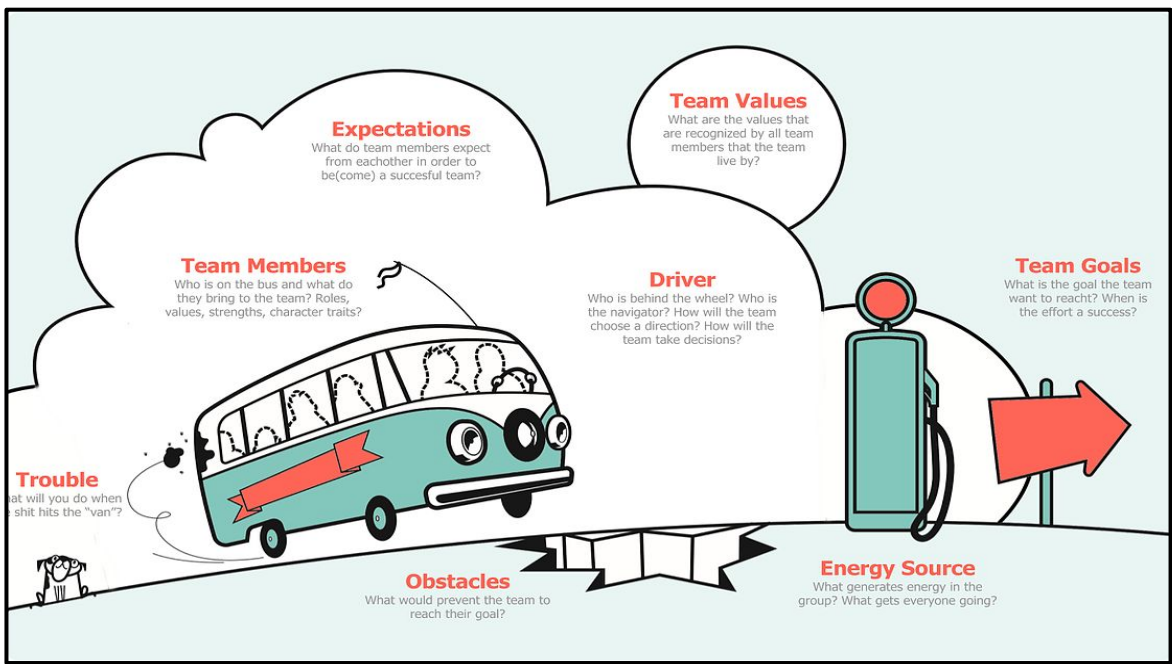 Team Values
What are the values that
are recognized by all team
members that the team
live by?
Expectations
What do team members expect
from eachother in order to
be(come) a succesful team?
Team Members
Who is on the bus and what do
they bring to the team? Roles,
values, strengths, character traits?
Driver
Who is behind the wheel? Who is
the navigator? How will the team
choose a direction? How will the
team take decisions?
Team Goals
What is the goal the team
want to reacht? When is
the effort a success?
Trouble
at will you do when
shit hits the “van”?
Obstacles
What would prevent the team to
reach their goal?
Energy Source
What generates energy in the
group? What gets everyone going?